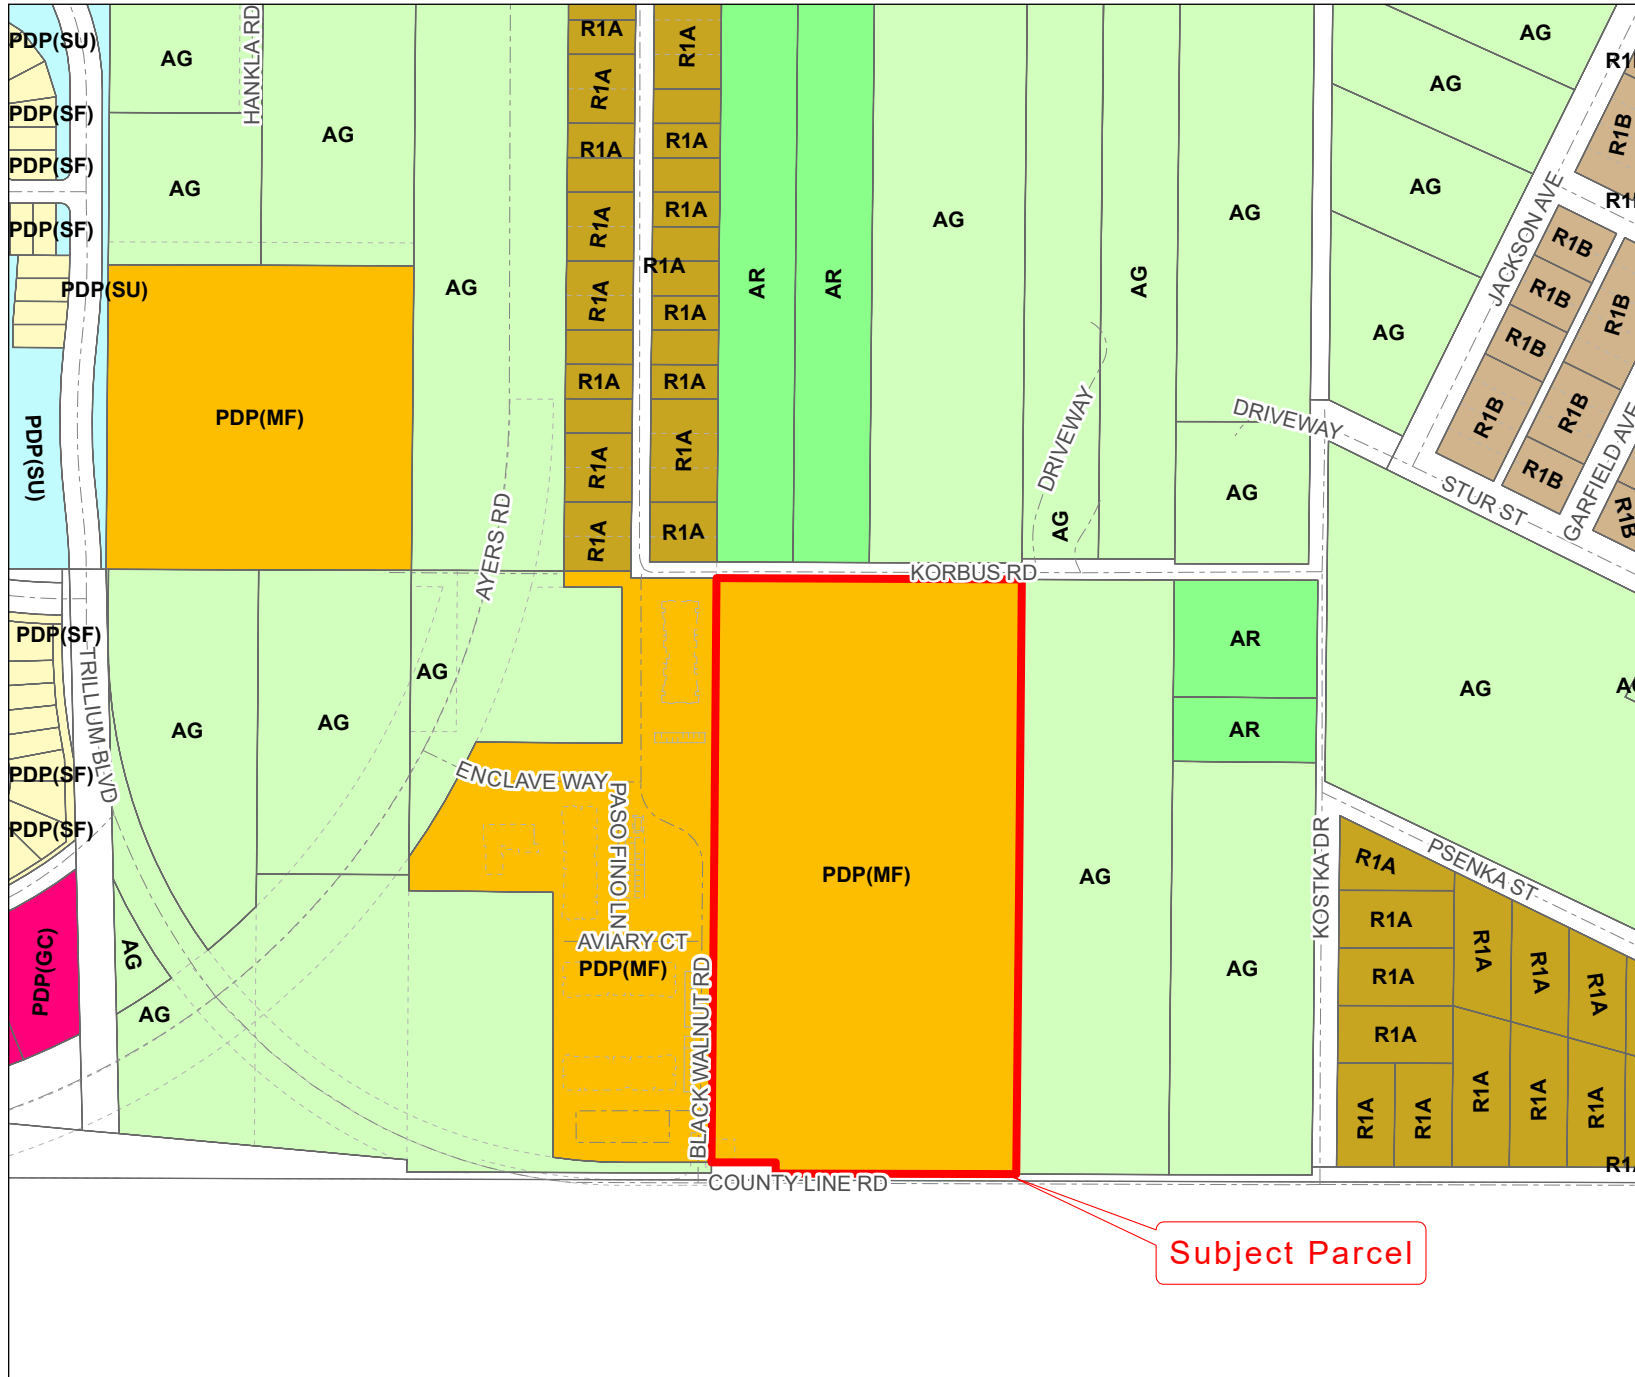 PDP(SU)
AG
HANKLA RD
R1A
R1A
AG
R1B
PDP(SF)
AG
R1A
AG
R1B
PDP(SF)
AG
R1A
R1A
AG
R1B
PDP(SF)
R1A
R1A
AG
AG
JACKSON AVE
R1B
PDP(SU)
AG
R1A
R1A
AR
AR
AG
R1B
R1B
R1A
AG
R1B
R1A
R1A
PDP(MF)
DRIVEWAY
DRIVEWAY
R1B
R1B
GARFIELD AVE
PDP(SU)
R1A
R1A
AG
R1B
STUR ST
R1B
AYERS RD
R1A
R1A
AG
KORBUS RD
PDP(SF)
TRILLIUM BLVD
AG
AR
AG
AG
AG
AG
AR
PDP(SF)
ENCLAVE WAY
PASO FINO LN
PDP(SF)
PDP(MF)
AG
KOSTKA DR
PSENKA ST
R1A
R1A
PDP(GC)
AG
AVIARY CT
PDP(MF)
BLACK WALNUT RD
AG
R1A
R1A
R1A
R1A
AG
R1A
R1A
R1A
R1A
R1A
R1A
COUNTY LINE RD
Subject Parcel